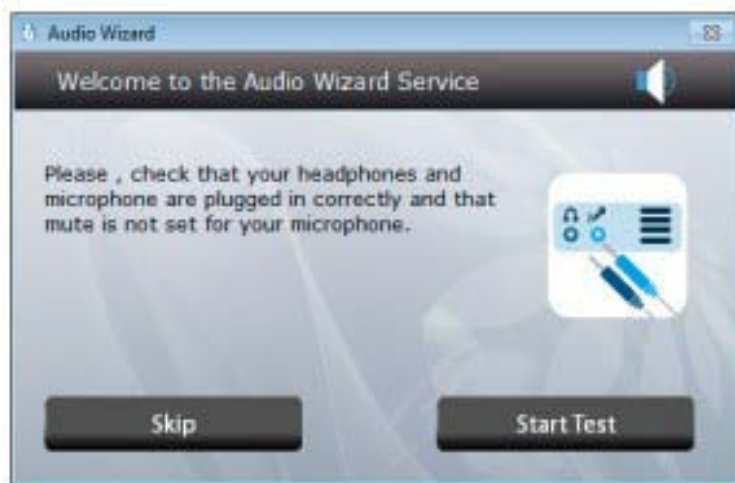 Audio Wizard
Welcome to the Audio Wizard Service
Please , check that your headphones and
microphone are plugged in correctly and that
mute is not set for your microphone.
Skip
Start Test